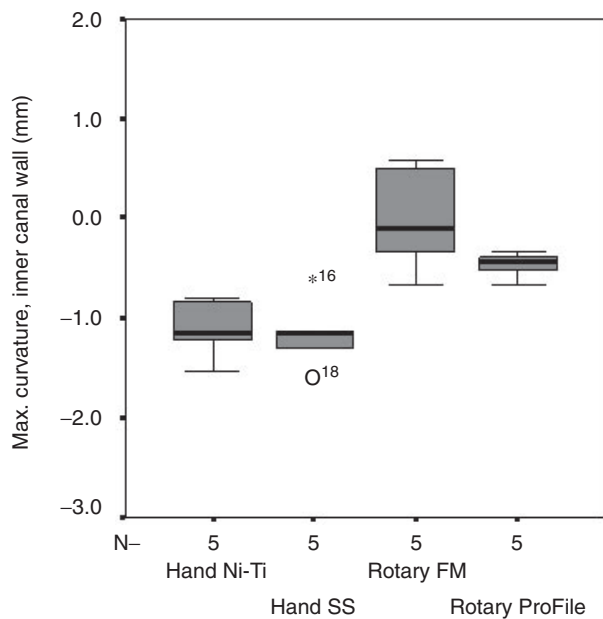 Max. curvature, inner canal wall (mm)
2.0
1.0
0.0
*16
−1.0
O18
−2.0
−3.0
N− 5 5 5 5
Hand Ni-Ti Rotary FM
Hand SS Rotary ProFile